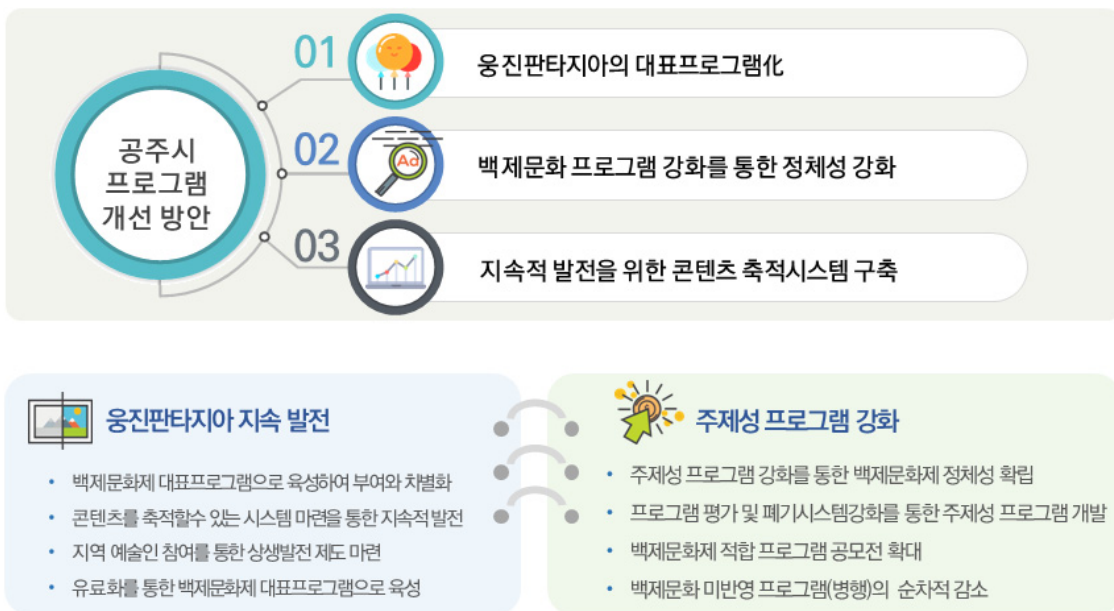 공주시
프로그램
개선 방안
01
웅진판타지아의 대표프로그램化
02
Ad
백제문화 프로그램 강화를 통한 정체성 강화
03
지속적 발전을 위한 콘텐츠 축적시스템 구축
웅진판타지아 지속 발전
• 백제문화제 대표프로그램으로 육성하여 부여와 차별화
• 콘텐츠를 축적할수 있는 시스템 마련을 통한 지속적 발전
• 지역 예술인 참여를 통한 상생발전 제도 마련
• 유료화를 통한 백제문화제 대표프로그램으로 육성
주제성 프로그램 강화
• 주제성 프로그램 강화를 통한 백제문화제 정체성 확립
• 프로그램 평가 및 폐기시스템강화를 통한 주제성 프로그램 개발
• 백제문화제 적합 프로그램 공모전 확대
• 백제문화 미반영 프로그램(병행)의 순차적 감소